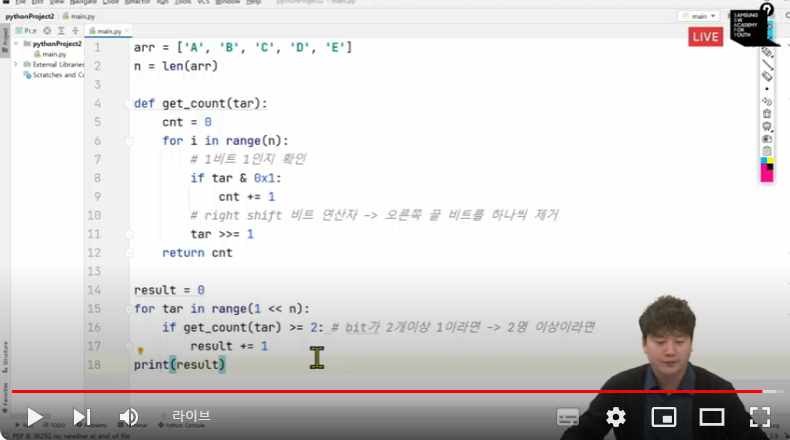 File Edit View Navigate Code Refactor Run Tools VCS Window Help pythonProject2 - main.py
pythonProject2 main.py
main
LIVE
SAMSUNG
SW
ACADEMY
FOR
YOUTH
Project
main.py
pythonProject2
main.py
External Libraries
Scratches and Co
1 arr = ['A', 'B', 'C', 'D', 'E']
2 n = len(arr)
3
4 def get_count(tar):
5 cnt = 0
6 for i in range(n):
7 # 1비트 1인지 확인
8 if tar & 0x1:
9 cnt += 1
10 # right shift 비트 연산자 -> 오른쪽 끝 비트를 하나씩 제거
11 tar >>= 1
12 return cnt
13
14 result = 0
15 for tar in range(1 << n):
16 if get_count(tar) >= 2: # bit가 2개이상 1이라면 -> 2명 이상이라면
17 result += 1
18 print(result)
Structure
Favorites
라이브
TODO Problems Terminal Python Console
PEP 8: W292 no newline at end of file